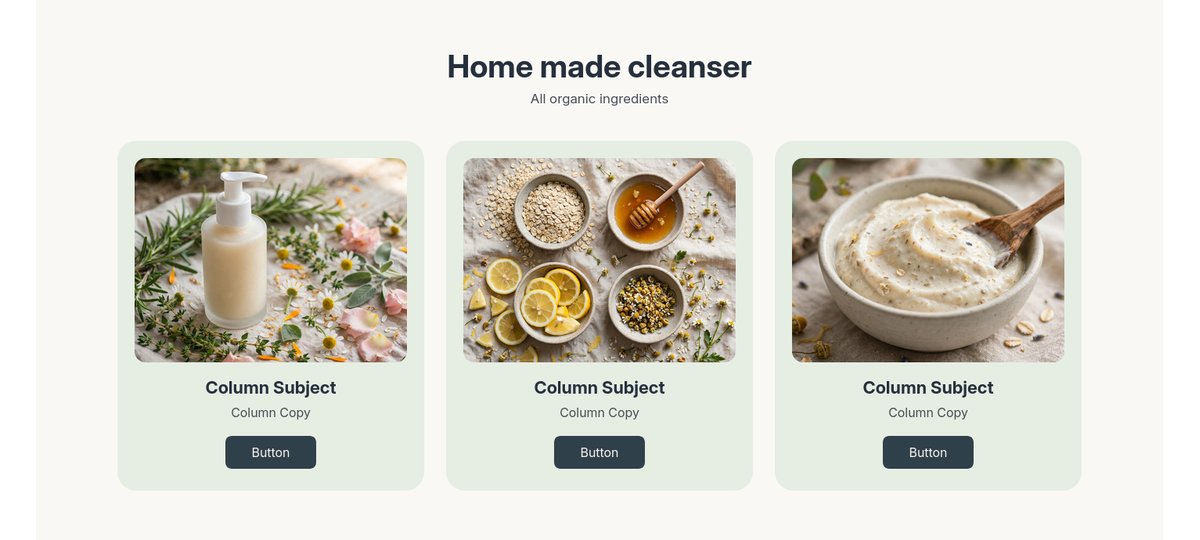 Home made cleanser
All organic ingredients
Column Subject
Column Copy
Button
Column Subject
Column Copy
Button
Column Subject
Column Copy
Button